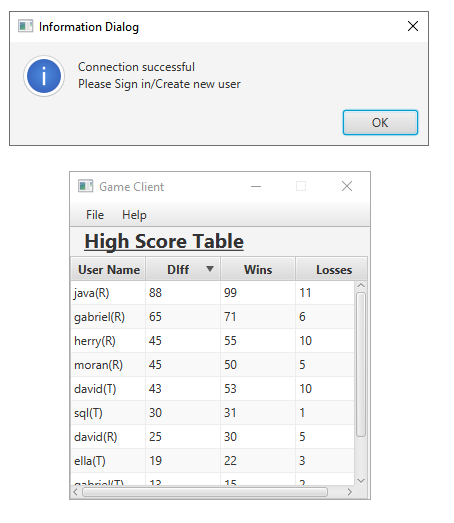 Information Dialog
Connection successful
Please Sign in/Create new user
OK
Game Client
File Help
High Score Table
User Name DIff Wins Losses
java(R) 88 99 11
gabriel(R) 65 71 6
herry(R) 45 55 10
moran(R) 45 50 5
david(T) 43 53 10
sql(T) 30 31 1
david(R) 25 30 5
ella(T) 19 22 3
gabriel(T) 13 15 2